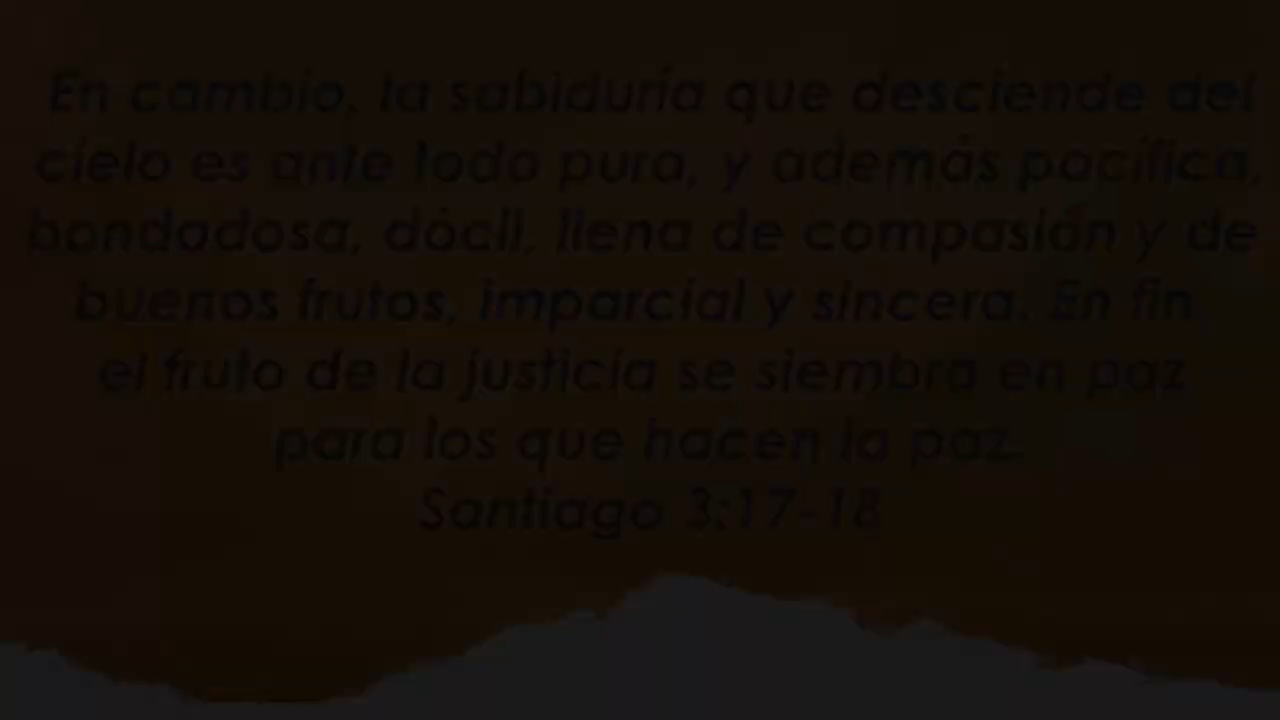 En cambio, la sabiduría que desciende del
cielo es ante todo pura, y además pacífica,
bondadosa, dócil, llena de compasión y de
buenos frutos, imparcial y sincera. En fin
el fruto de la justicia se siembra en paz
para los que hacen la paz.
Santiago 3:17-18